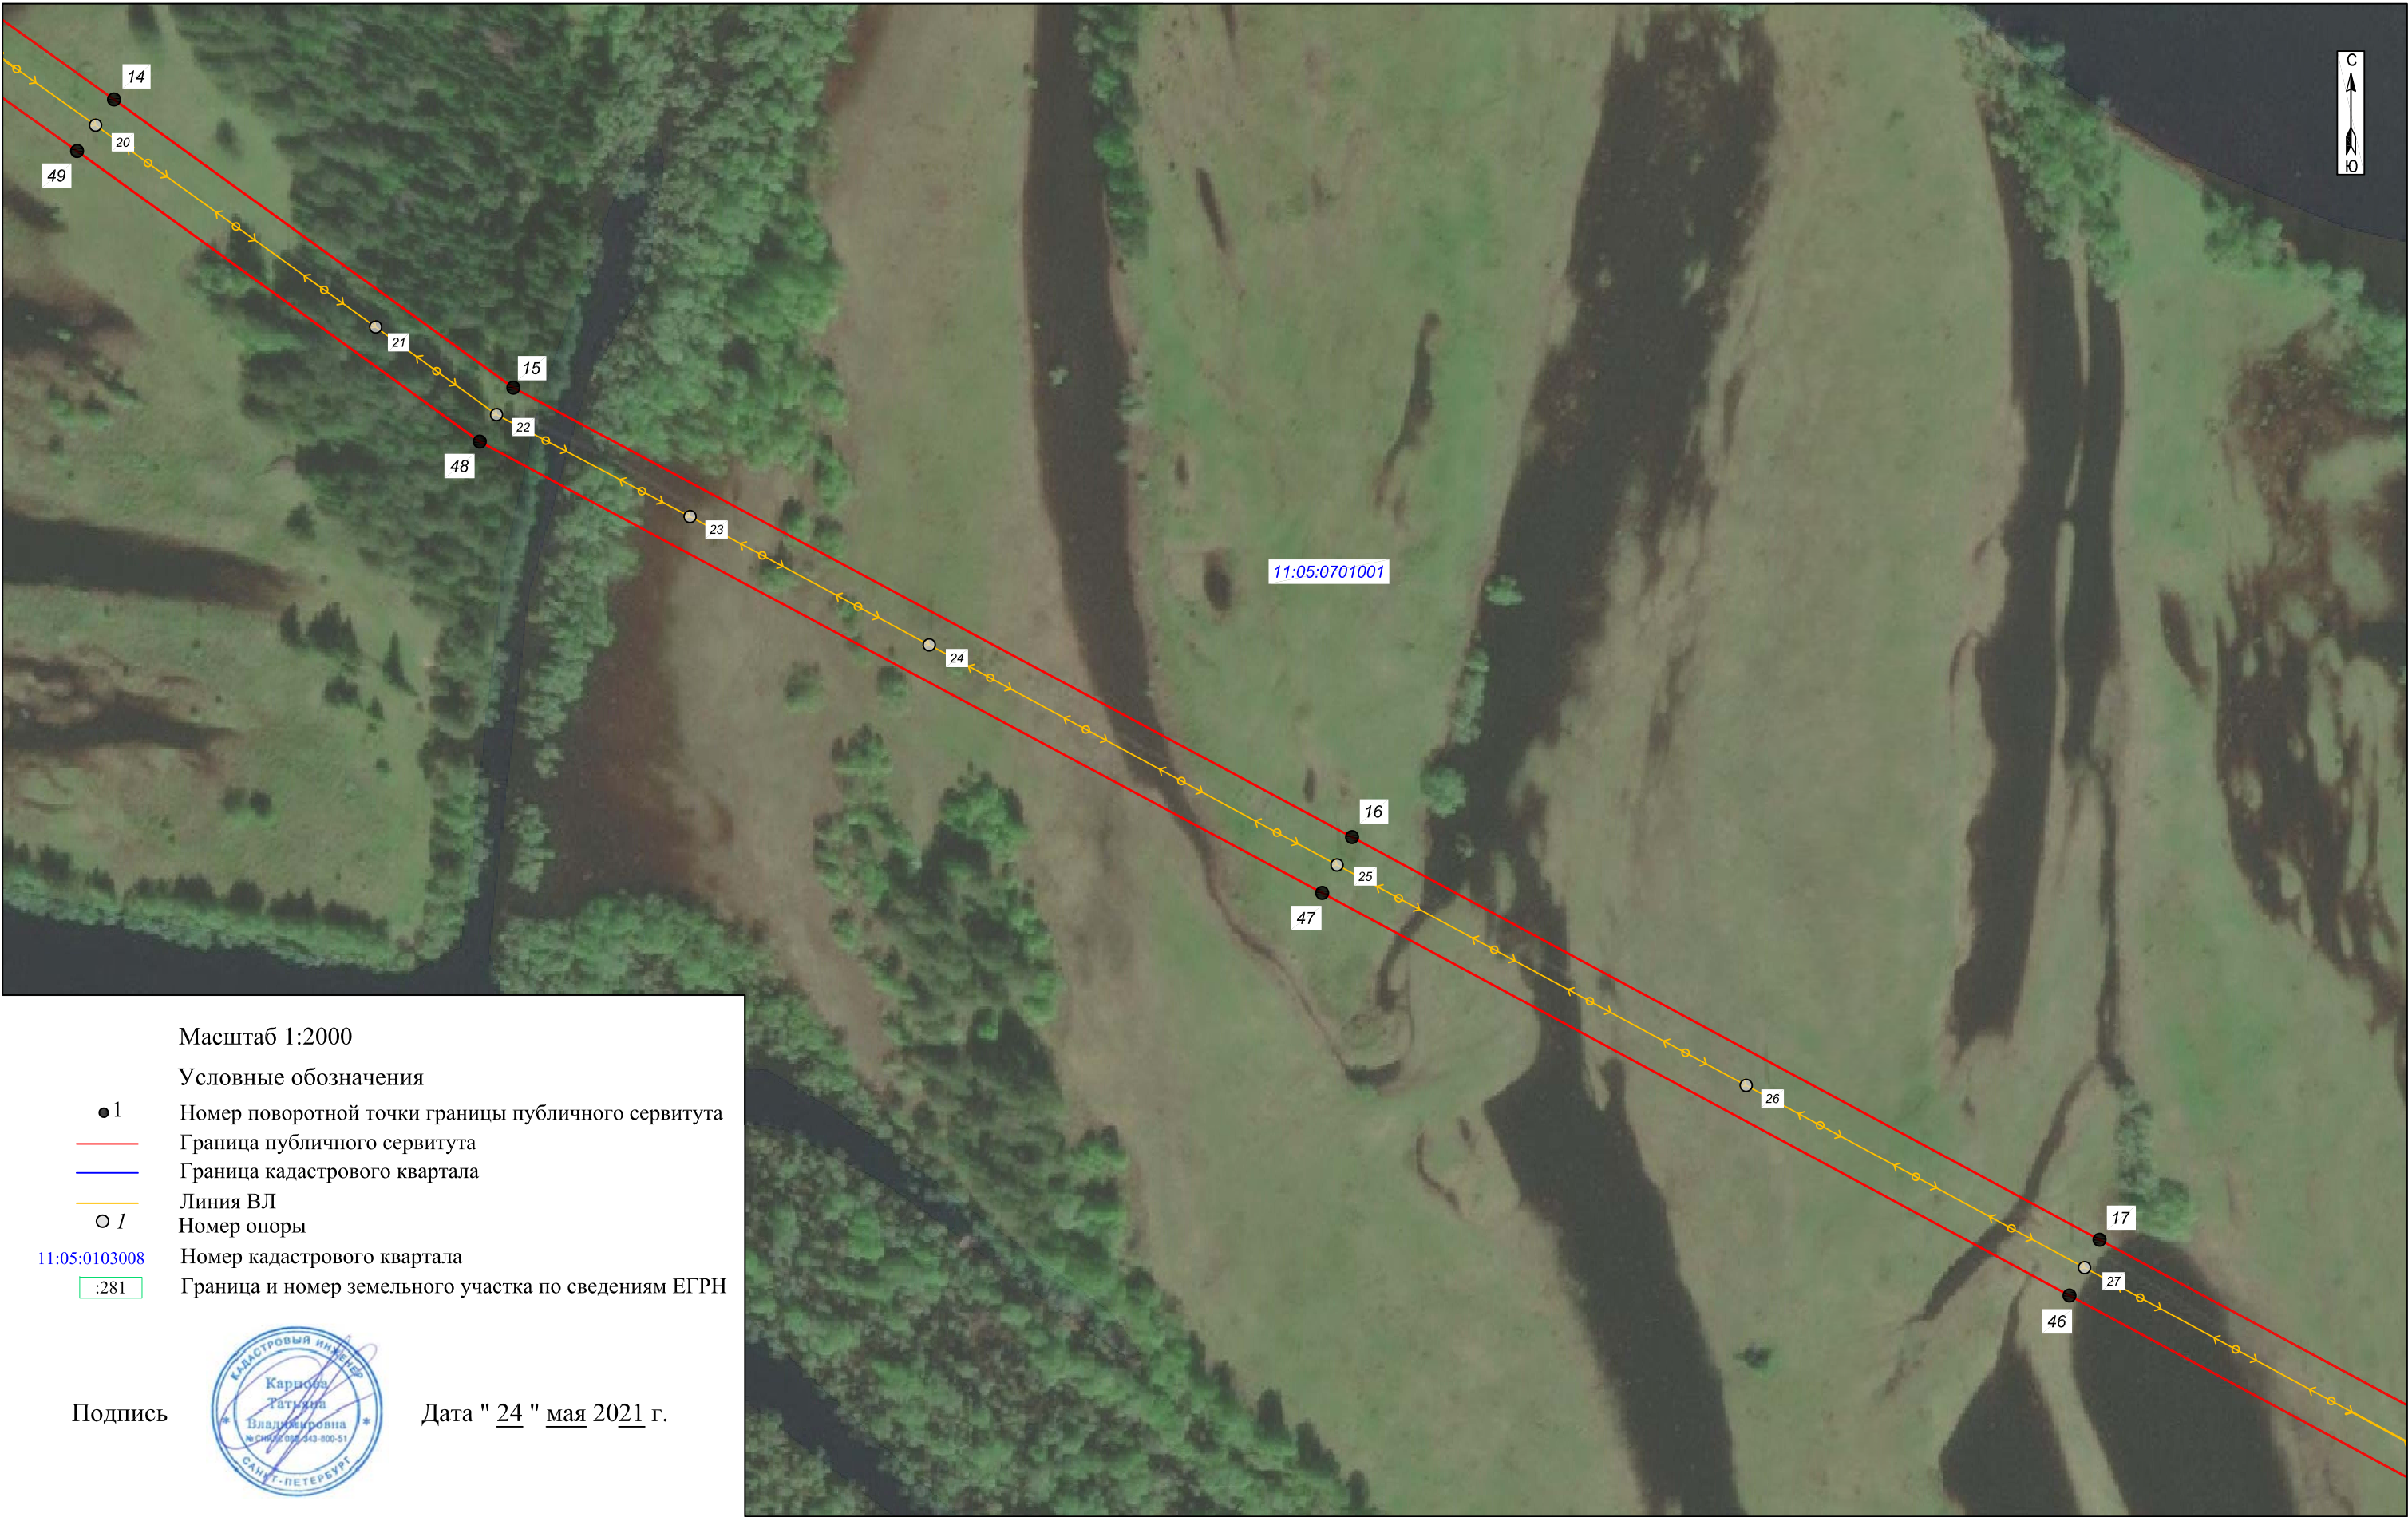 С
Ю
14
20
49
21
15
22
48
23
24
11:05:0701001
16
25
47
26
17
27
46
Масштаб 1:2000
Условные обозначения
1 Номер поворотной точки границы публичного сервитута
Граница публичного сервитута
Граница кадастрового квартала
Линия ВЛ
1 Номер опоры
11:05:0103008 Номер кадастрового квартала
:281 Граница и номер земельного участка по сведениям ЕГРН
Подпись
КАДАСТРОВЫЙ ИНЖЕНЕР
Карпова
Татьяна
Владимировна
САНКТ-ПЕТЕРБУРГ
Дата " 24 " мая 2021 г.